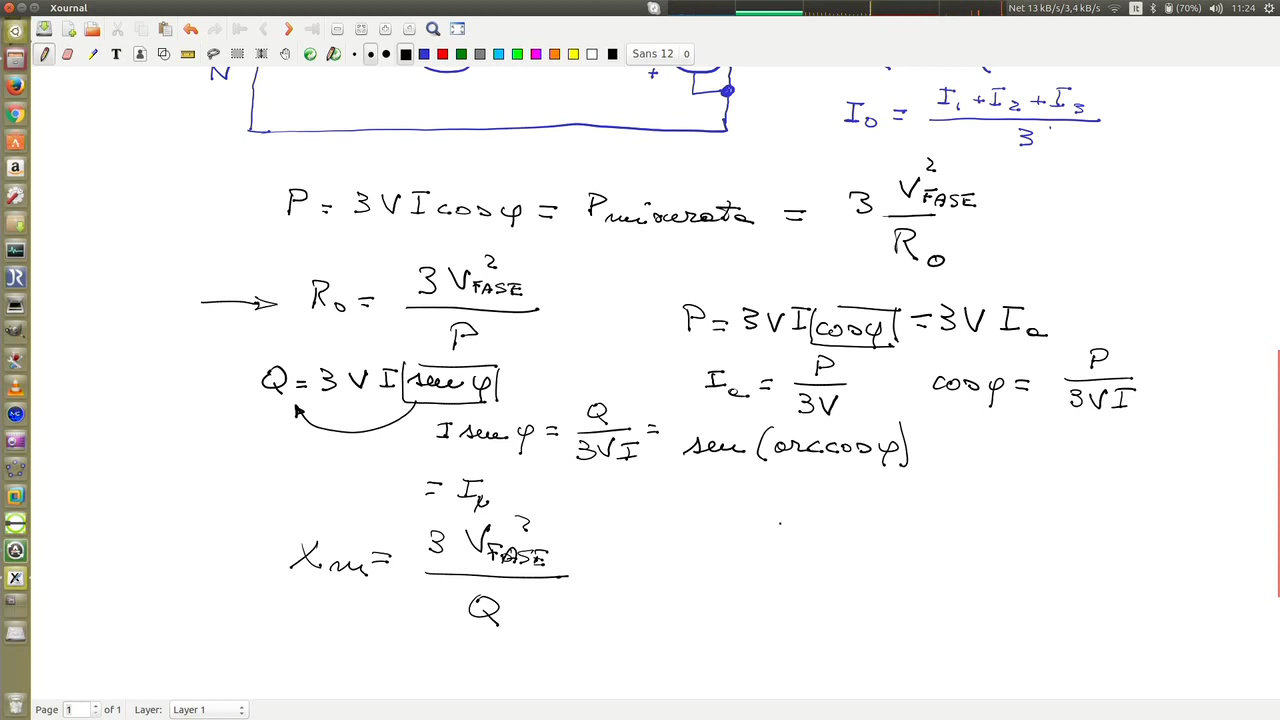 Xournal
Net 13 kB/s/3,4 kB/s It (70%) 11:24
Sans 12 0
N +
I₀ = (I₁ + I₂ + I₃) / 3
P = 3 V I cos φ = P misurata = 3 V²FASE / R₀
→ R₀ = 3 V²FASE / P
P = 3 V I cos φ = 3 V Iₐ
Q = 3 V I sen φ
Iₐ = P / 3V cos φ = P / 3VI
I sen φ = Q / 3VI = sen (arccos φ)
= Iμ
Xm = 3 V²FASE / Q
Page 1 of 1 Layer: Layer 1